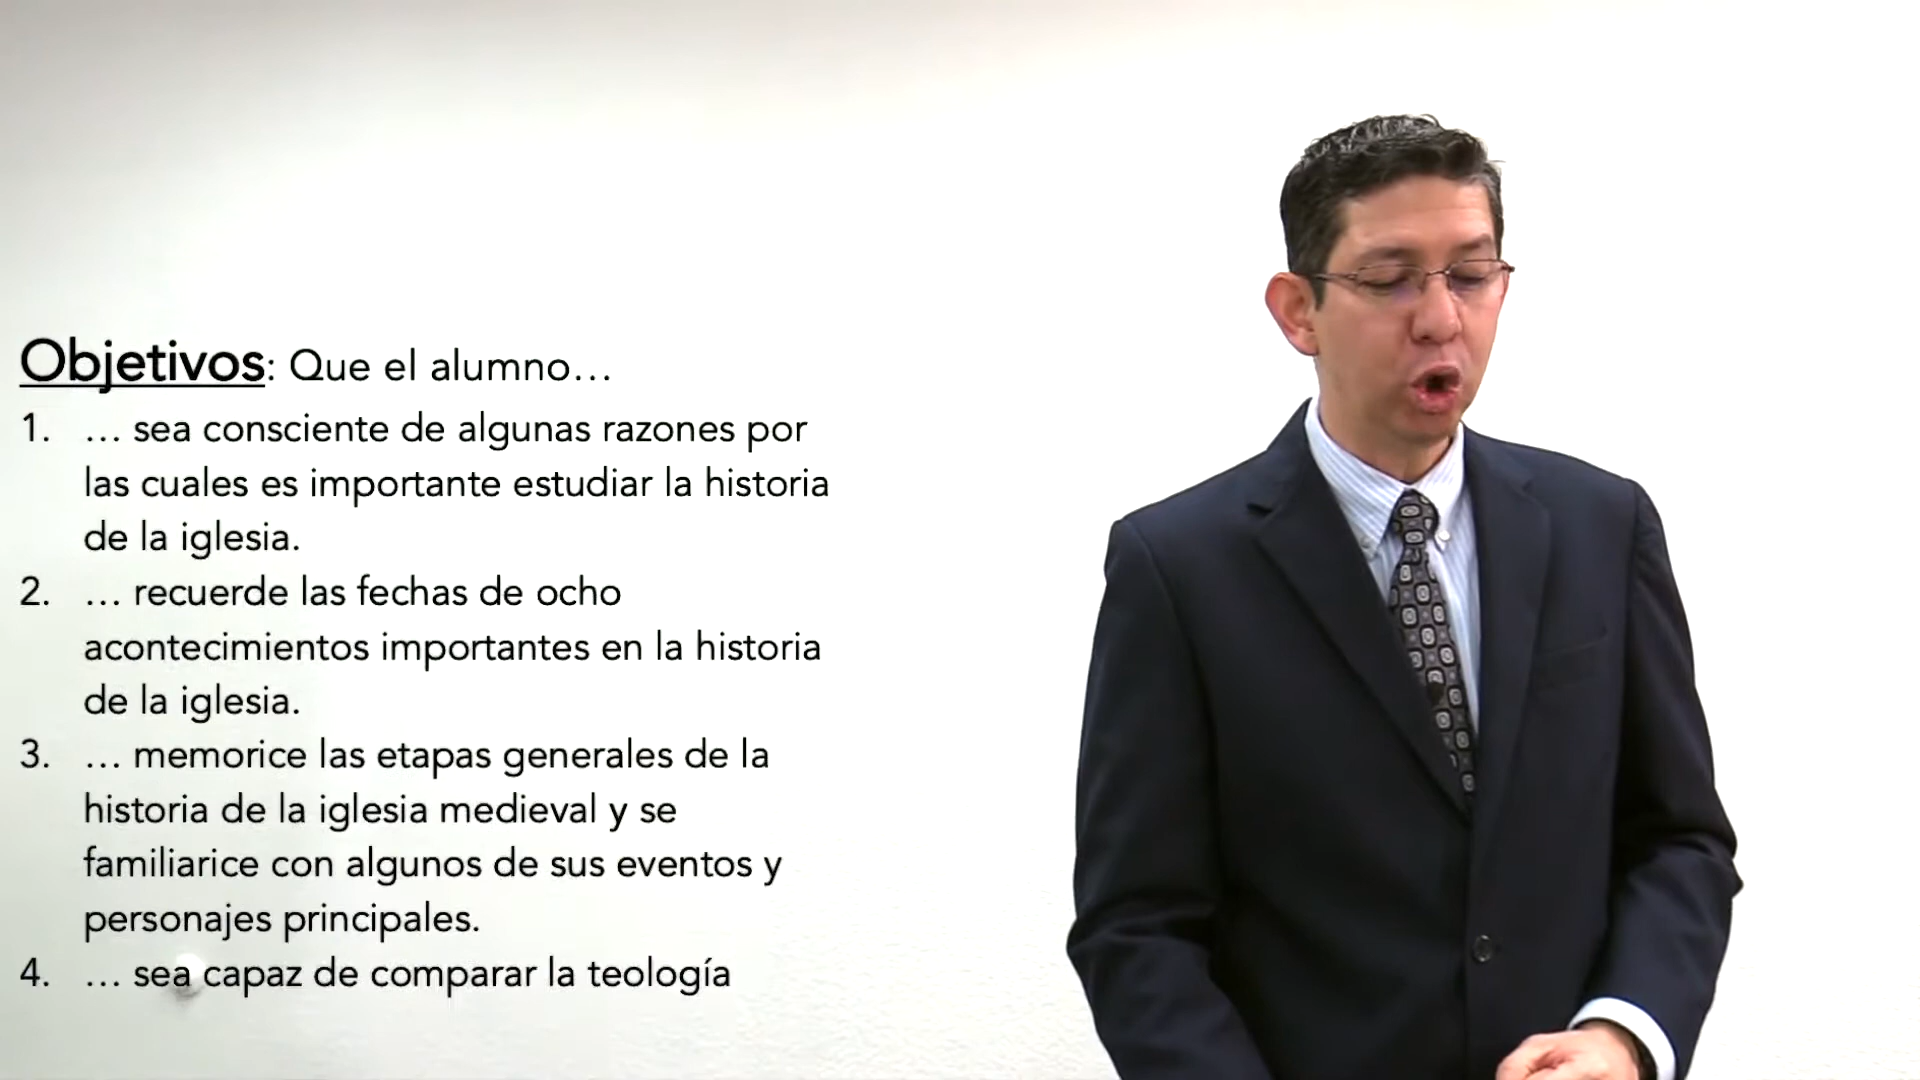 Objetivos: Que el alumno…
1. … sea consciente de algunas razones por
las cuales es importante estudiar la historia
de la iglesia.
2. … recuerde las fechas de ocho
acontecimientos importantes en la historia
de la iglesia.
3. … memorice las etapas generales de la
historia de la iglesia medieval y se
familiarice con algunos de sus eventos y
personajes principales.
4. … sea capaz de comparar la teología